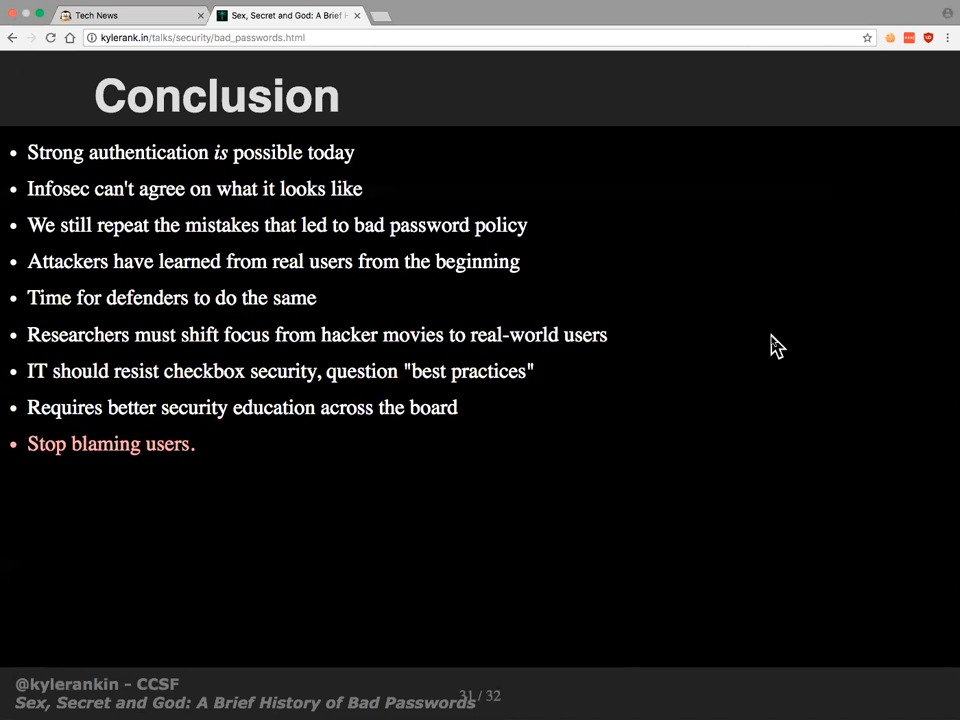 Tech News
Sex, Secret and God: A Brief H
kylerank.in/talks/security/bad_passwords.html
Conclusion
• Strong authentication is possible today
• Infosec can't agree on what it looks like
• We still repeat the mistakes that led to bad password policy
• Attackers have learned from real users from the beginning
• Time for defenders to do the same
• Researchers must shift focus from hacker movies to real-world users
• IT should resist checkbox security, question "best practices"
• Requires better security education across the board
• Stop blaming users.
@kylerankin - CCSF
Sex, Secret and God: A Brief History of Bad Passwords
31 / 32